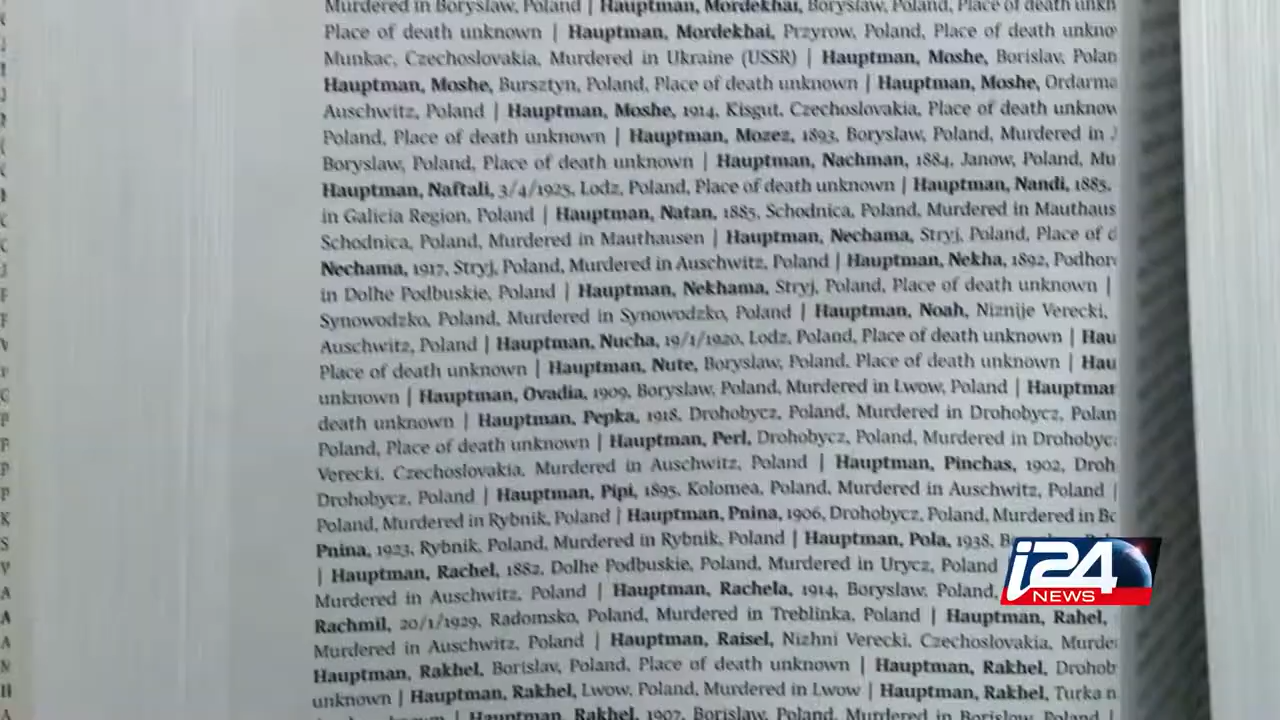 Murdered in Boryslaw, Poland | Hauptman, Mordekhai, Boryslaw, Poland, Place of death
Place of death unknown | Hauptman, Mordekhai, Przyrow, Poland, Place of death
Munkac, Czechoslovakia, Murdered in Ukraine (USSR) | Hauptman, Moshe, Borislav,
Hauptman, Moshe, Bursztyn, Poland, Place of death unknown | Hauptman, Moshe,
Auschwitz, Poland | Hauptman, Moshe, 1914, Kisgut, Czechoslovakia, Place of death
Poland, Place of death unknown | Hauptman, Mozez, 1893, Boryslaw, Poland, Murdered in
Boryslaw, Poland, Place of death unknown | Hauptman, Nachman, 1884, Janow, Poland,
Hauptman, Naftali, 3/4/1925, Lodz, Poland, Place of death unknown | Hauptman, Nandi, 1885,
in Galicia Region, Poland | Hauptman, Natan, 1885, Schodnica, Poland, Murdered in
Schodnica, Poland, Murdered in Mauthausen | Hauptman, Nechama, Stryj, Poland, Place of
Nechama, 1917, Stryj, Poland, Murdered in Auschwitz, Poland | Hauptman, Nekha, 1892,
in Dolhe Podbuskie, Poland | Hauptman, Nekhama, Stryj, Poland, Place of death unknown |
Synowodzko, Poland, Murdered in Synowodzko, Poland | Hauptman, Noah, Niznije Verecki,
Auschwitz, Poland | Hauptman, Nucha, 19/1/1920, Lodz, Poland, Place of death unknown |
Place of death unknown | Hauptman, Nute, Boryslaw, Poland, Place of death unknown |
unknown | Hauptman, Ovadia, 1909, Boryslaw, Poland, Murdered in Lwow, Poland |
death unknown | Hauptman, Pepka, 1918, Drohobycz, Poland, Murdered in Drohobycz,
Poland, Place of death unknown | Hauptman, Perl, Drohobycz, Poland, Murdered in
Verecki, Czechoslovakia, Murdered in Auschwitz, Poland | Hauptman, Pinchas, 1902,
Drohobycz, Poland | Hauptman, Pipi, 1895, Kolomea, Poland, Murdered in Auschwitz, Poland |
Poland, Murdered in Rybnik, Poland | Hauptman, Pnina, 1906, Drohobycz, Poland, Murdered in
Pnina, 1923, Rybnik, Poland, Murdered in Rybnik, Poland | Hauptman, Pola, 1938,
| Hauptman, Rachel, 1882, Dolhe Podbuskie, Poland, Murdered in Urycz, Poland
Murdered in Auschwitz, Poland | Hauptman, Rachela, 1914, Boryslaw, Poland,
Rachmil, 20/1/1929, Radomsko, Poland, Murdered in Treblinka, Poland | Hauptman, Rahel,
Murdered in Auschwitz, Poland | Hauptman, Raisel, Nizhni Verecki, Czechoslovakia,
Hauptman, Rakhel, Borislav, Poland, Place of death unknown | Hauptman, Rakhel,
unknown | Hauptman, Rakhel, Lwow, Poland, Murdered in Lwow | Hauptman, Rakhel, Turka
Hauptman, Rakhel, 1907, Borislaw, Poland, Murdered in Borislow, Poland |
i24
NEWS